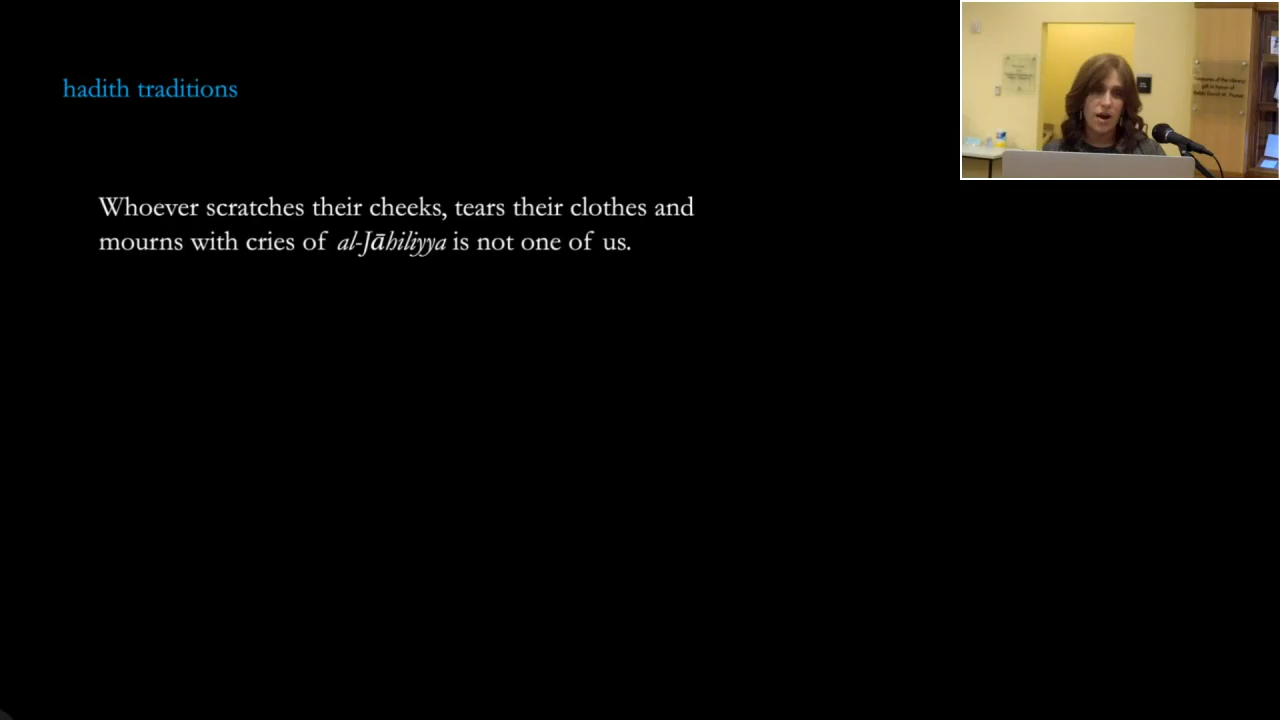 hadith traditions
Whoever scratches their cheeks, tears their clothes and
mourns with cries of al-Jāhiliyya is not one of us.